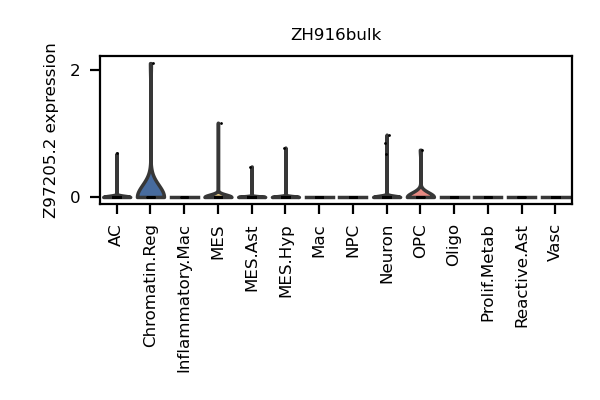 ZH916bulk
Z97205.2 expression
2
0
AC
Chromatin.Reg
Inflammatory.Mac
MES
MES.Ast
MES.Hyp
Mac
NPC
Neuron
OPC
Oligo
Prolif.Metab
Reactive.Ast
Vasc